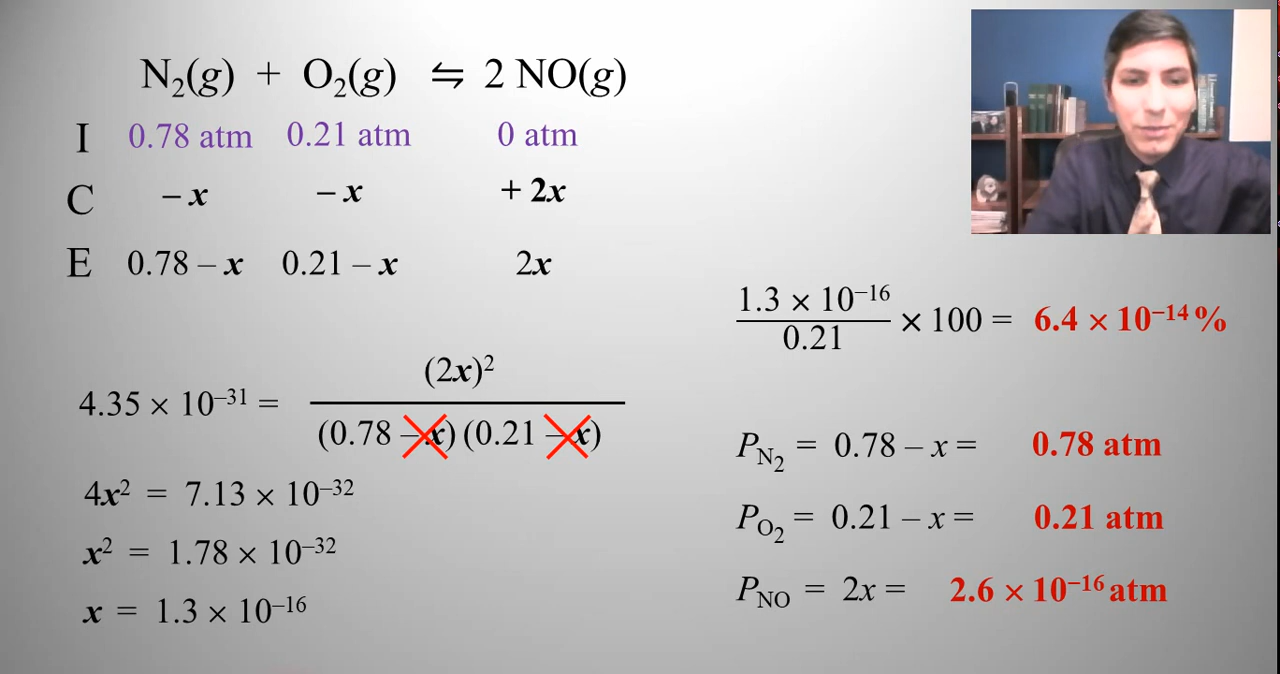 N₂(g) + O₂(g) ⇋ 2 NO(g)
I 0.78 atm 0.21 atm 0 atm
C – x – x + 2x
E 0.78 – x 0.21 – x 2x
4.35 × 10⁻³¹ = (2x)² / (0.78 – x) (0.21 – x)
4x² = 7.13 × 10⁻³²
x² = 1.78 × 10⁻³²
x = 1.3 × 10⁻¹⁶
1.3 × 10⁻¹⁶ / 0.21 × 100 = 6.4 × 10⁻¹⁴ %
P_N₂ = 0.78 – x = 0.78 atm
P_O₂ = 0.21 – x = 0.21 atm
P_NO = 2x = 2.6 × 10⁻¹⁶ atm